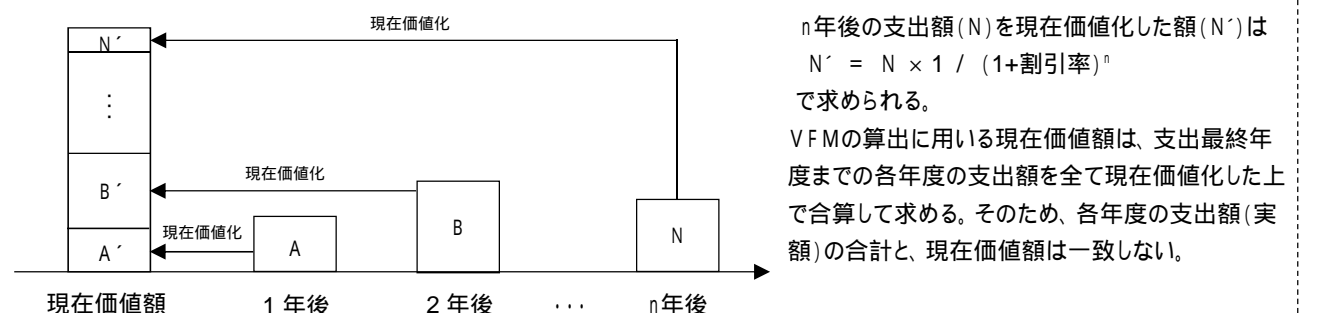 現在価値化
N´
⋮
現在価値化
B´
B
現在価値化
A´
A
N
現在価値額
1年後
2年後
･･･
n年後
n年後の支出額(N)を現在価値化した額(N´)は
N´ = N × 1 / (1+割引率)ⁿ
で求められる。
VFMの算出に用いる現在価値額は、支出最終年
度までの各年度の支出額を全て現在価値化した上
で合算して求める。そのため、各年度の支出額(実
額)の合計と、現在価値額は一致しない。